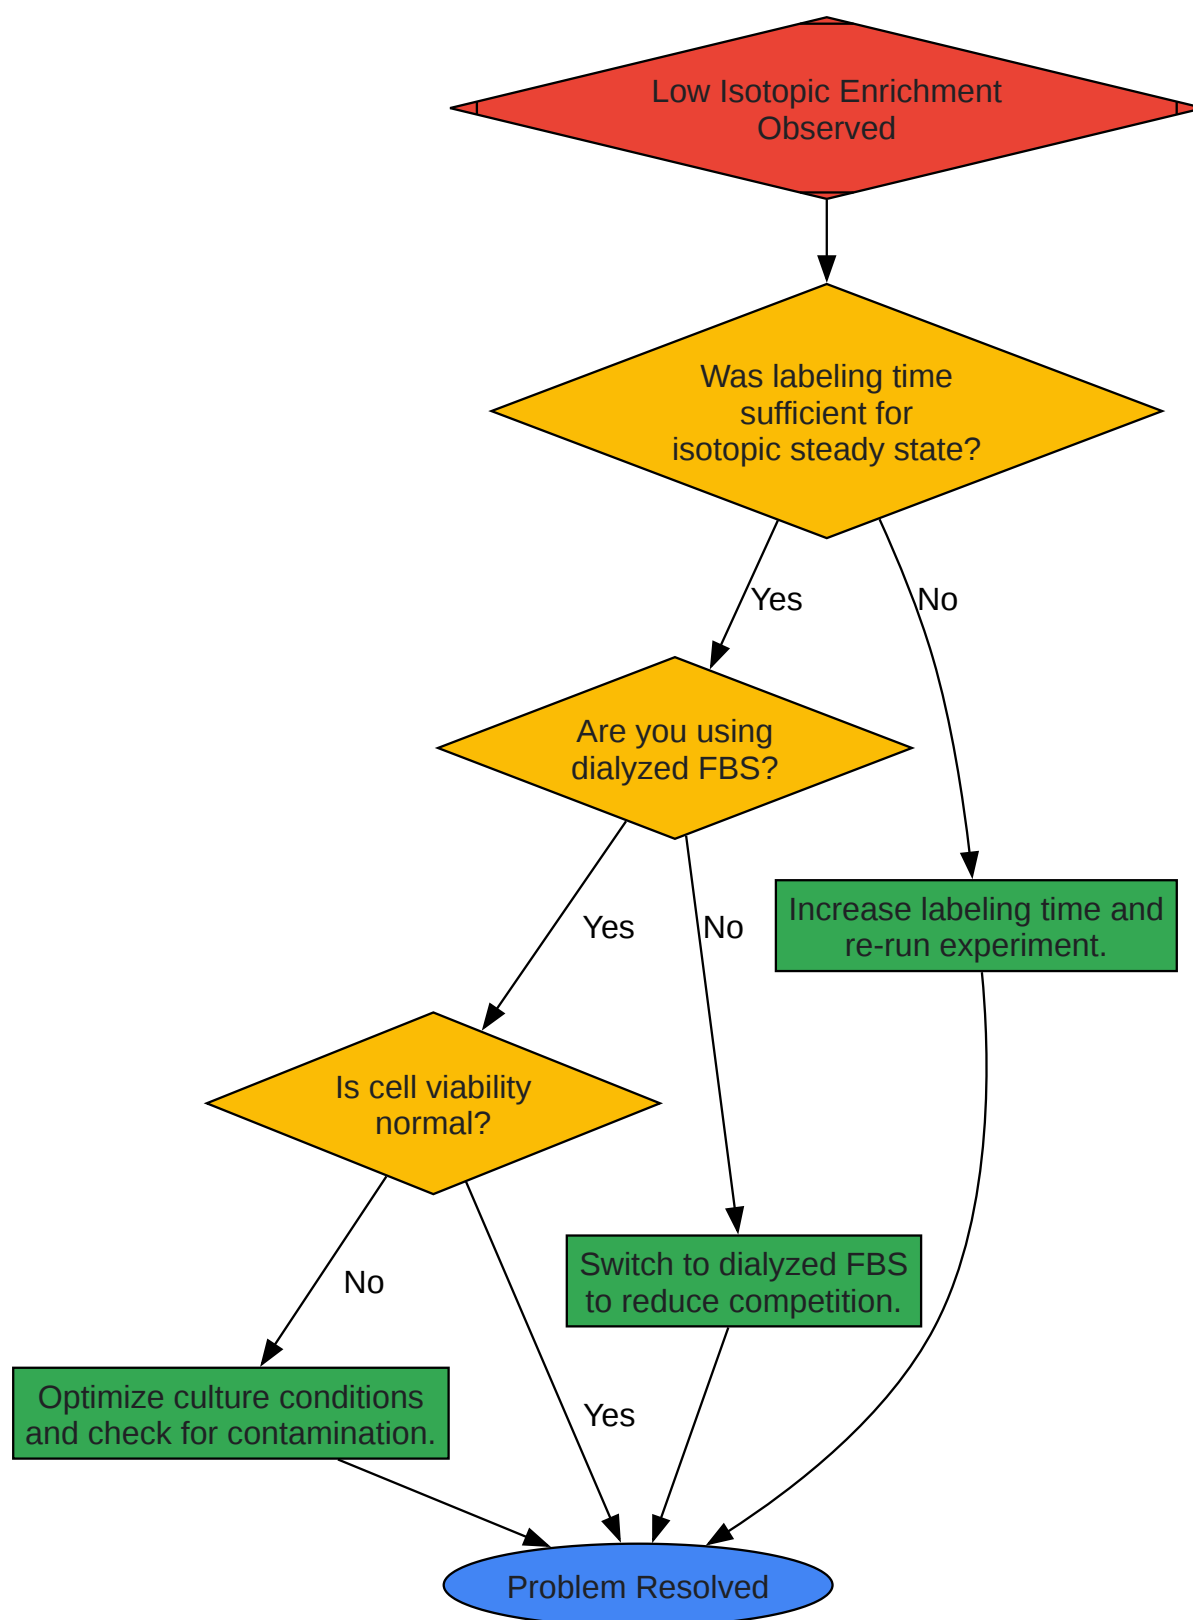 Low Isotopic Enrichment
Observed
Was labeling time
sufficient for
isotopic steady state?
Yes
No
Are you using
dialyzed FBS?
Yes
No
Increase labeling time and
re-run experiment.
Is cell viability
normal?
No
Yes
Switch to dialyzed FBS
to reduce competition.
Optimize culture conditions
and check for contamination.
Problem Resolved